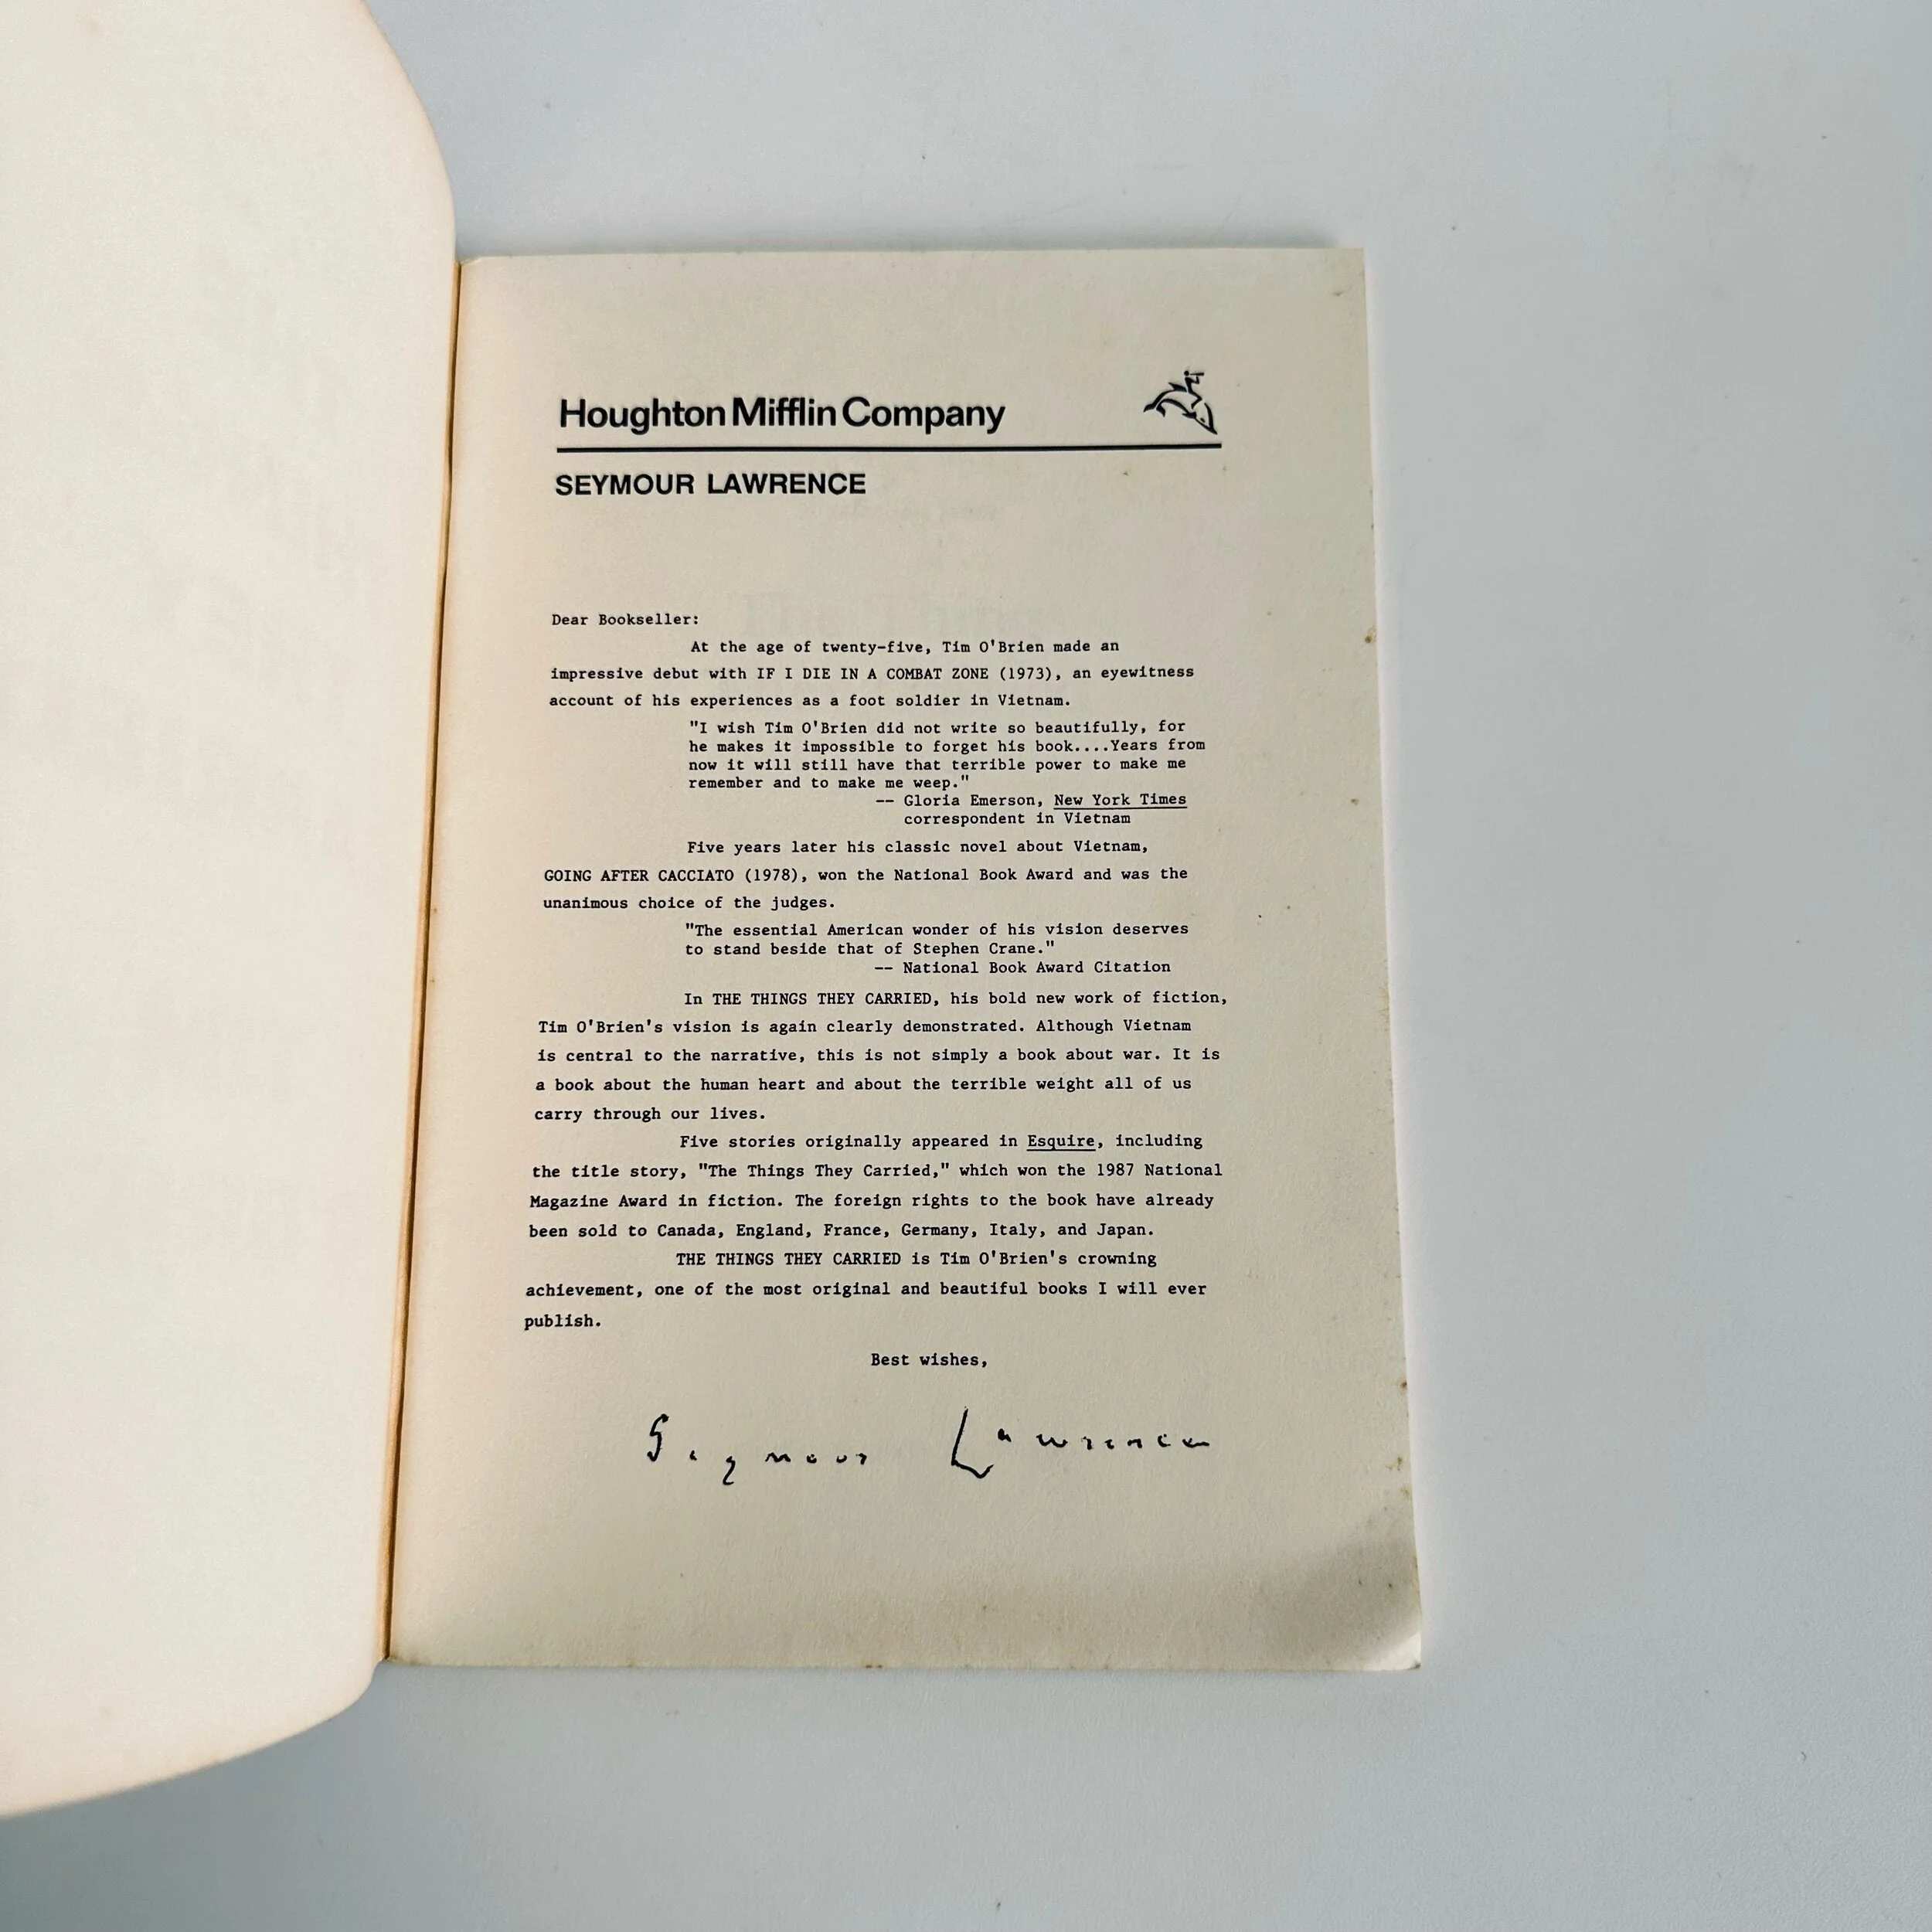 Houghton Mifflin Company
SEYMOUR LAWRENCE
Dear Bookseller:
At the age of twenty-five, Tim O'Brien made an
impressive debut with IF I DIE IN A COMBAT ZONE (1973), an eyewitness
account of his experiences as a foot soldier in Vietnam.
"I wish Tim O'Brien did not write so beautifully, for
he makes it impossible to forget his book....Years from
now it will still have that terrible power to make me
remember and to make me weep."
-- Gloria Emerson, New York Times
correspondent in Vietnam
Five years later his classic novel about Vietnam,
GOING AFTER CACCIATO (1978), won the National Book Award and was the
unanimous choice of the judges.
"The essential American wonder of his vision deserves
to stand beside that of Stephen Crane."
-- National Book Award Citation
In THE THINGS THEY CARRIED, his bold new work of fiction,
Tim O'Brien's vision is again clearly demonstrated. Although Vietnam
is central to the narrative, this is not simply a book about war. It is
a book about the human heart and about the terrible weight all of us
carry through our lives.
Five stories originally appeared in Esquire, including
the title story, "The Things They Carried," which won the 1987 National
Magazine Award in fiction. The foreign rights to the book have already
been sold to Canada, England, France, Germany, Italy, and Japan.
THE THINGS THEY CARRIED is Tim O'Brien's crowning
achievement, one of the most original and beautiful books I will ever
publish.
Best wishes,
Seymour Lawrence